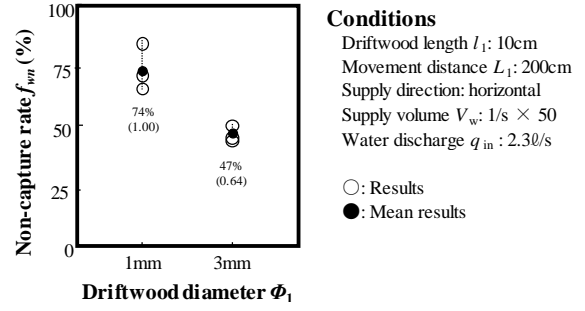 Non-capture rate f_wn (%)
100
75
50
25
0
74%
(1.00)
47%
(0.64)
1mm
3mm
Driftwood diameter Φ₁
Conditions
Driftwood length l₁: 10cm
Movement distance L₁: 200cm
Supply direction: horizontal
Supply volume V_w: 1/s × 50
Water discharge q_in : 2.3ℓ/s
○: Results
●: Mean results